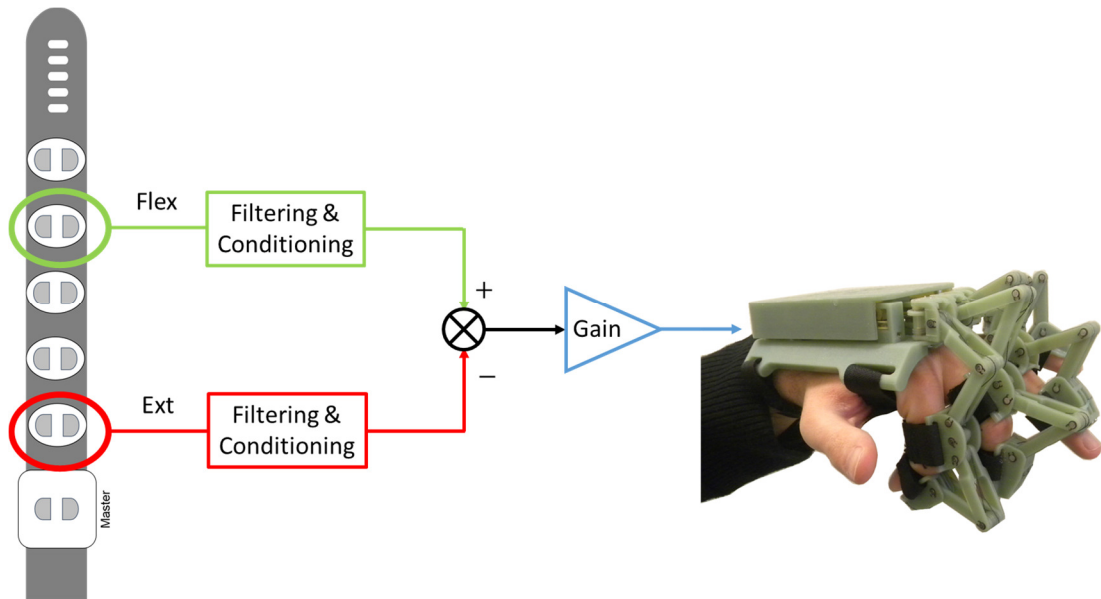 Flex
Filtering &
Conditioning
+
Gain
−
Ext
Filtering &
Conditioning
Master